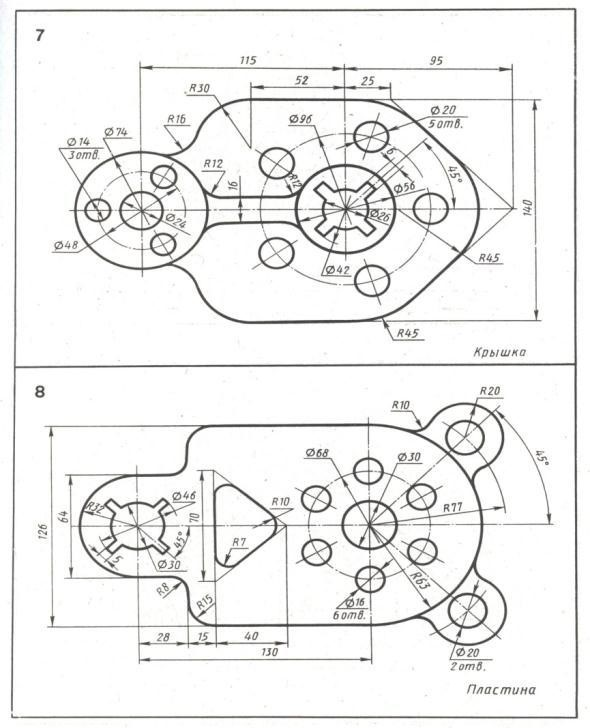 7
115
95
52
25
R30
R16
Ø74
Ø14
3отв.
Ø96
Ø20
5отв.
R12
16
R12
6
45°
Ø56
Ø24
Ø26
Ø48
Ø42
R45
140
R45
Крышка
8
R20
R10
45°
Ø68
Ø30
126
64
R32
Ø46
70
R10
R77
45°
R7
5
Ø30
R63
R8
R15
Ø16
6отв.
28
15
40
130
Ø20
2отв.
Пластина